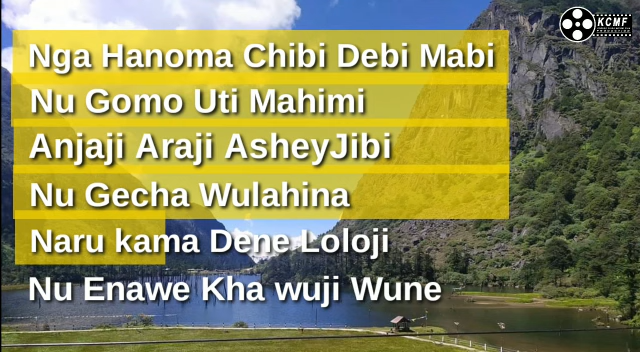 Nga Hanoma Chibi Debi Mabi
Nu Gomo Uti Mahimi
Anjaji Araji AsheyJibi
Nu Gecha Wulahina
Naru kama Dene Loloji
Nu Enawe Kha wuji Wune
KCMF